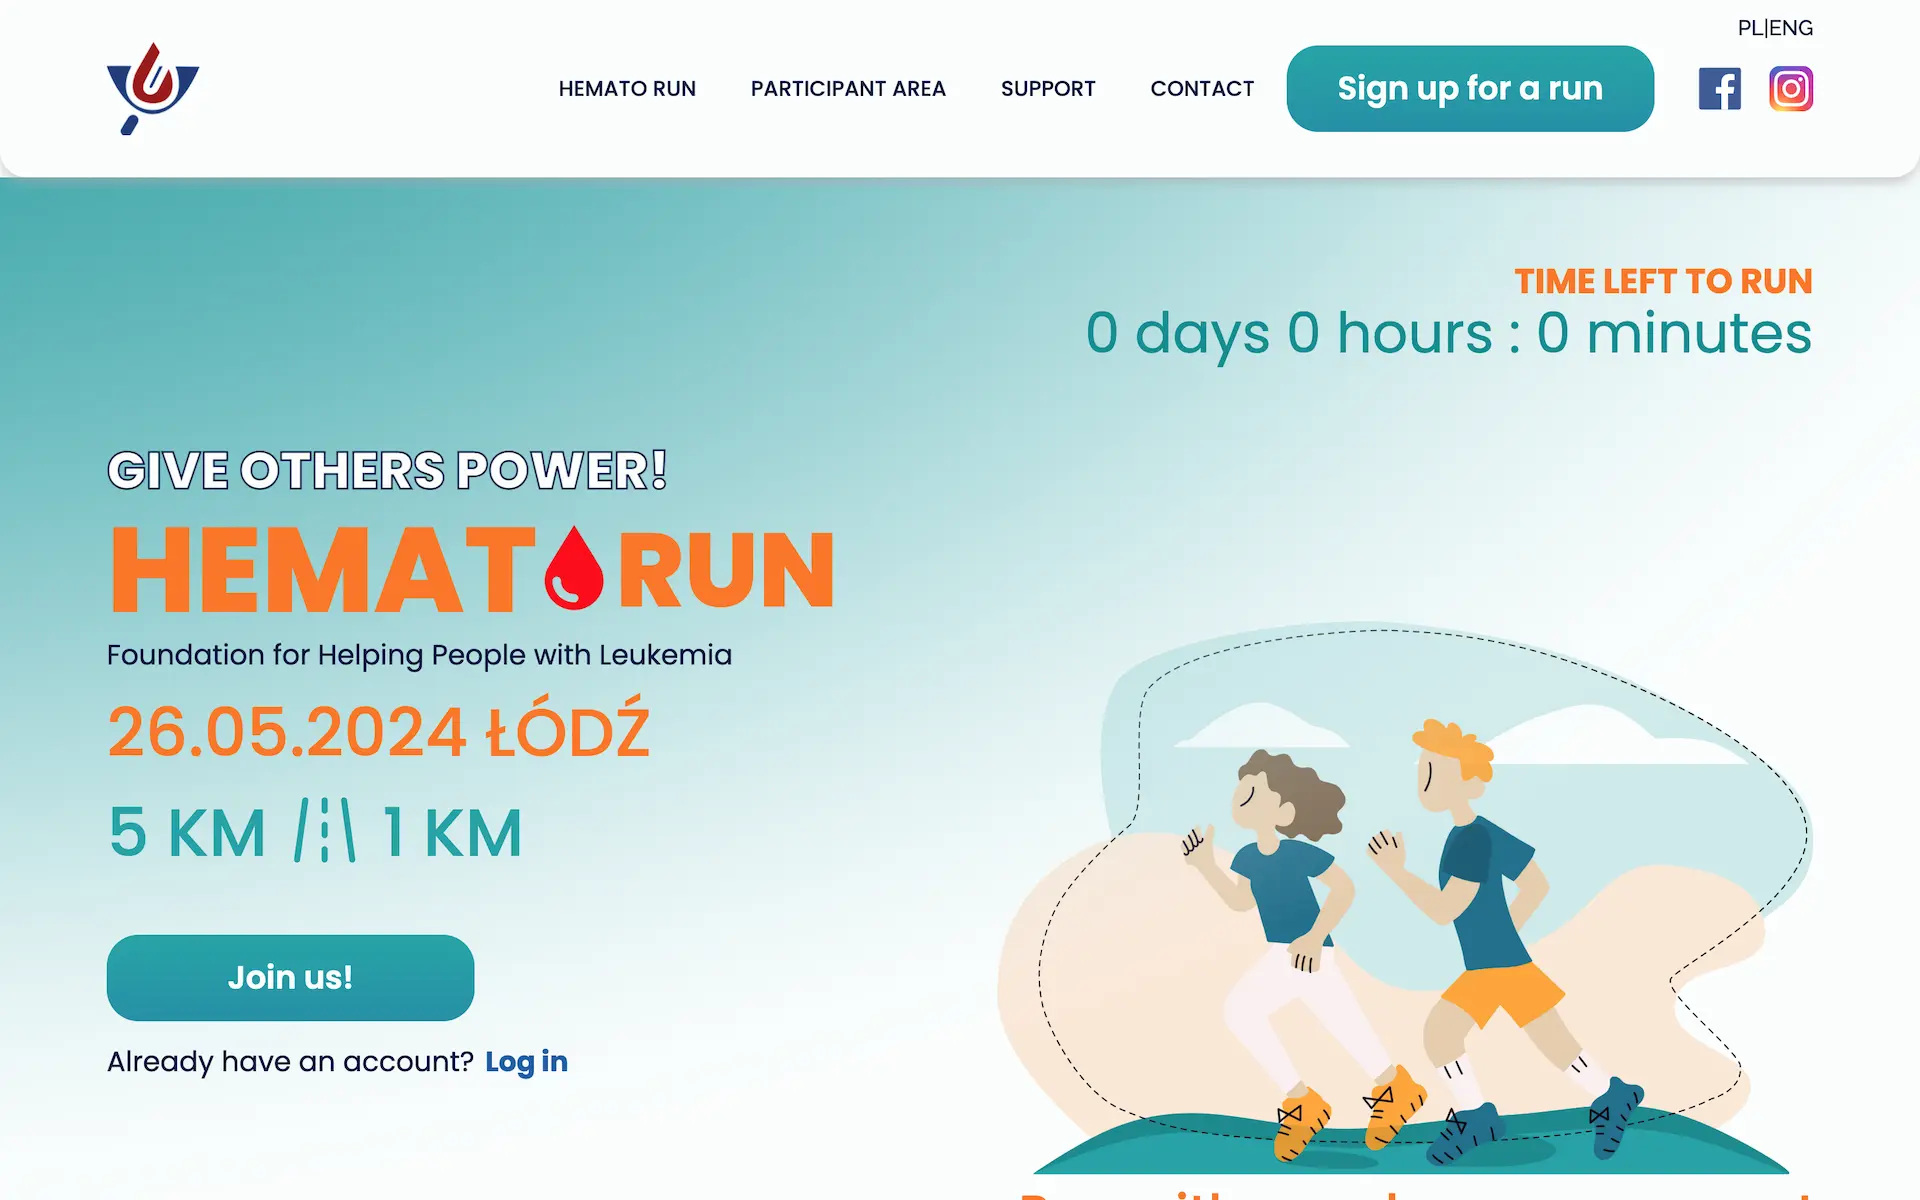 PL|ENG
HEMATO RUN
PARTICIPANT AREA
SUPPORT
CONTACT
Sign up for a run
TIME LEFT TO RUN
0 days 0 hours : 0 minutes
GIVE OTHERS POWER!
HEMATO RUN
Foundation for Helping People with Leukemia
26.05.2024 ŁÓDŹ
5 KM 1 KM
Join us!
Already have an account? Log in